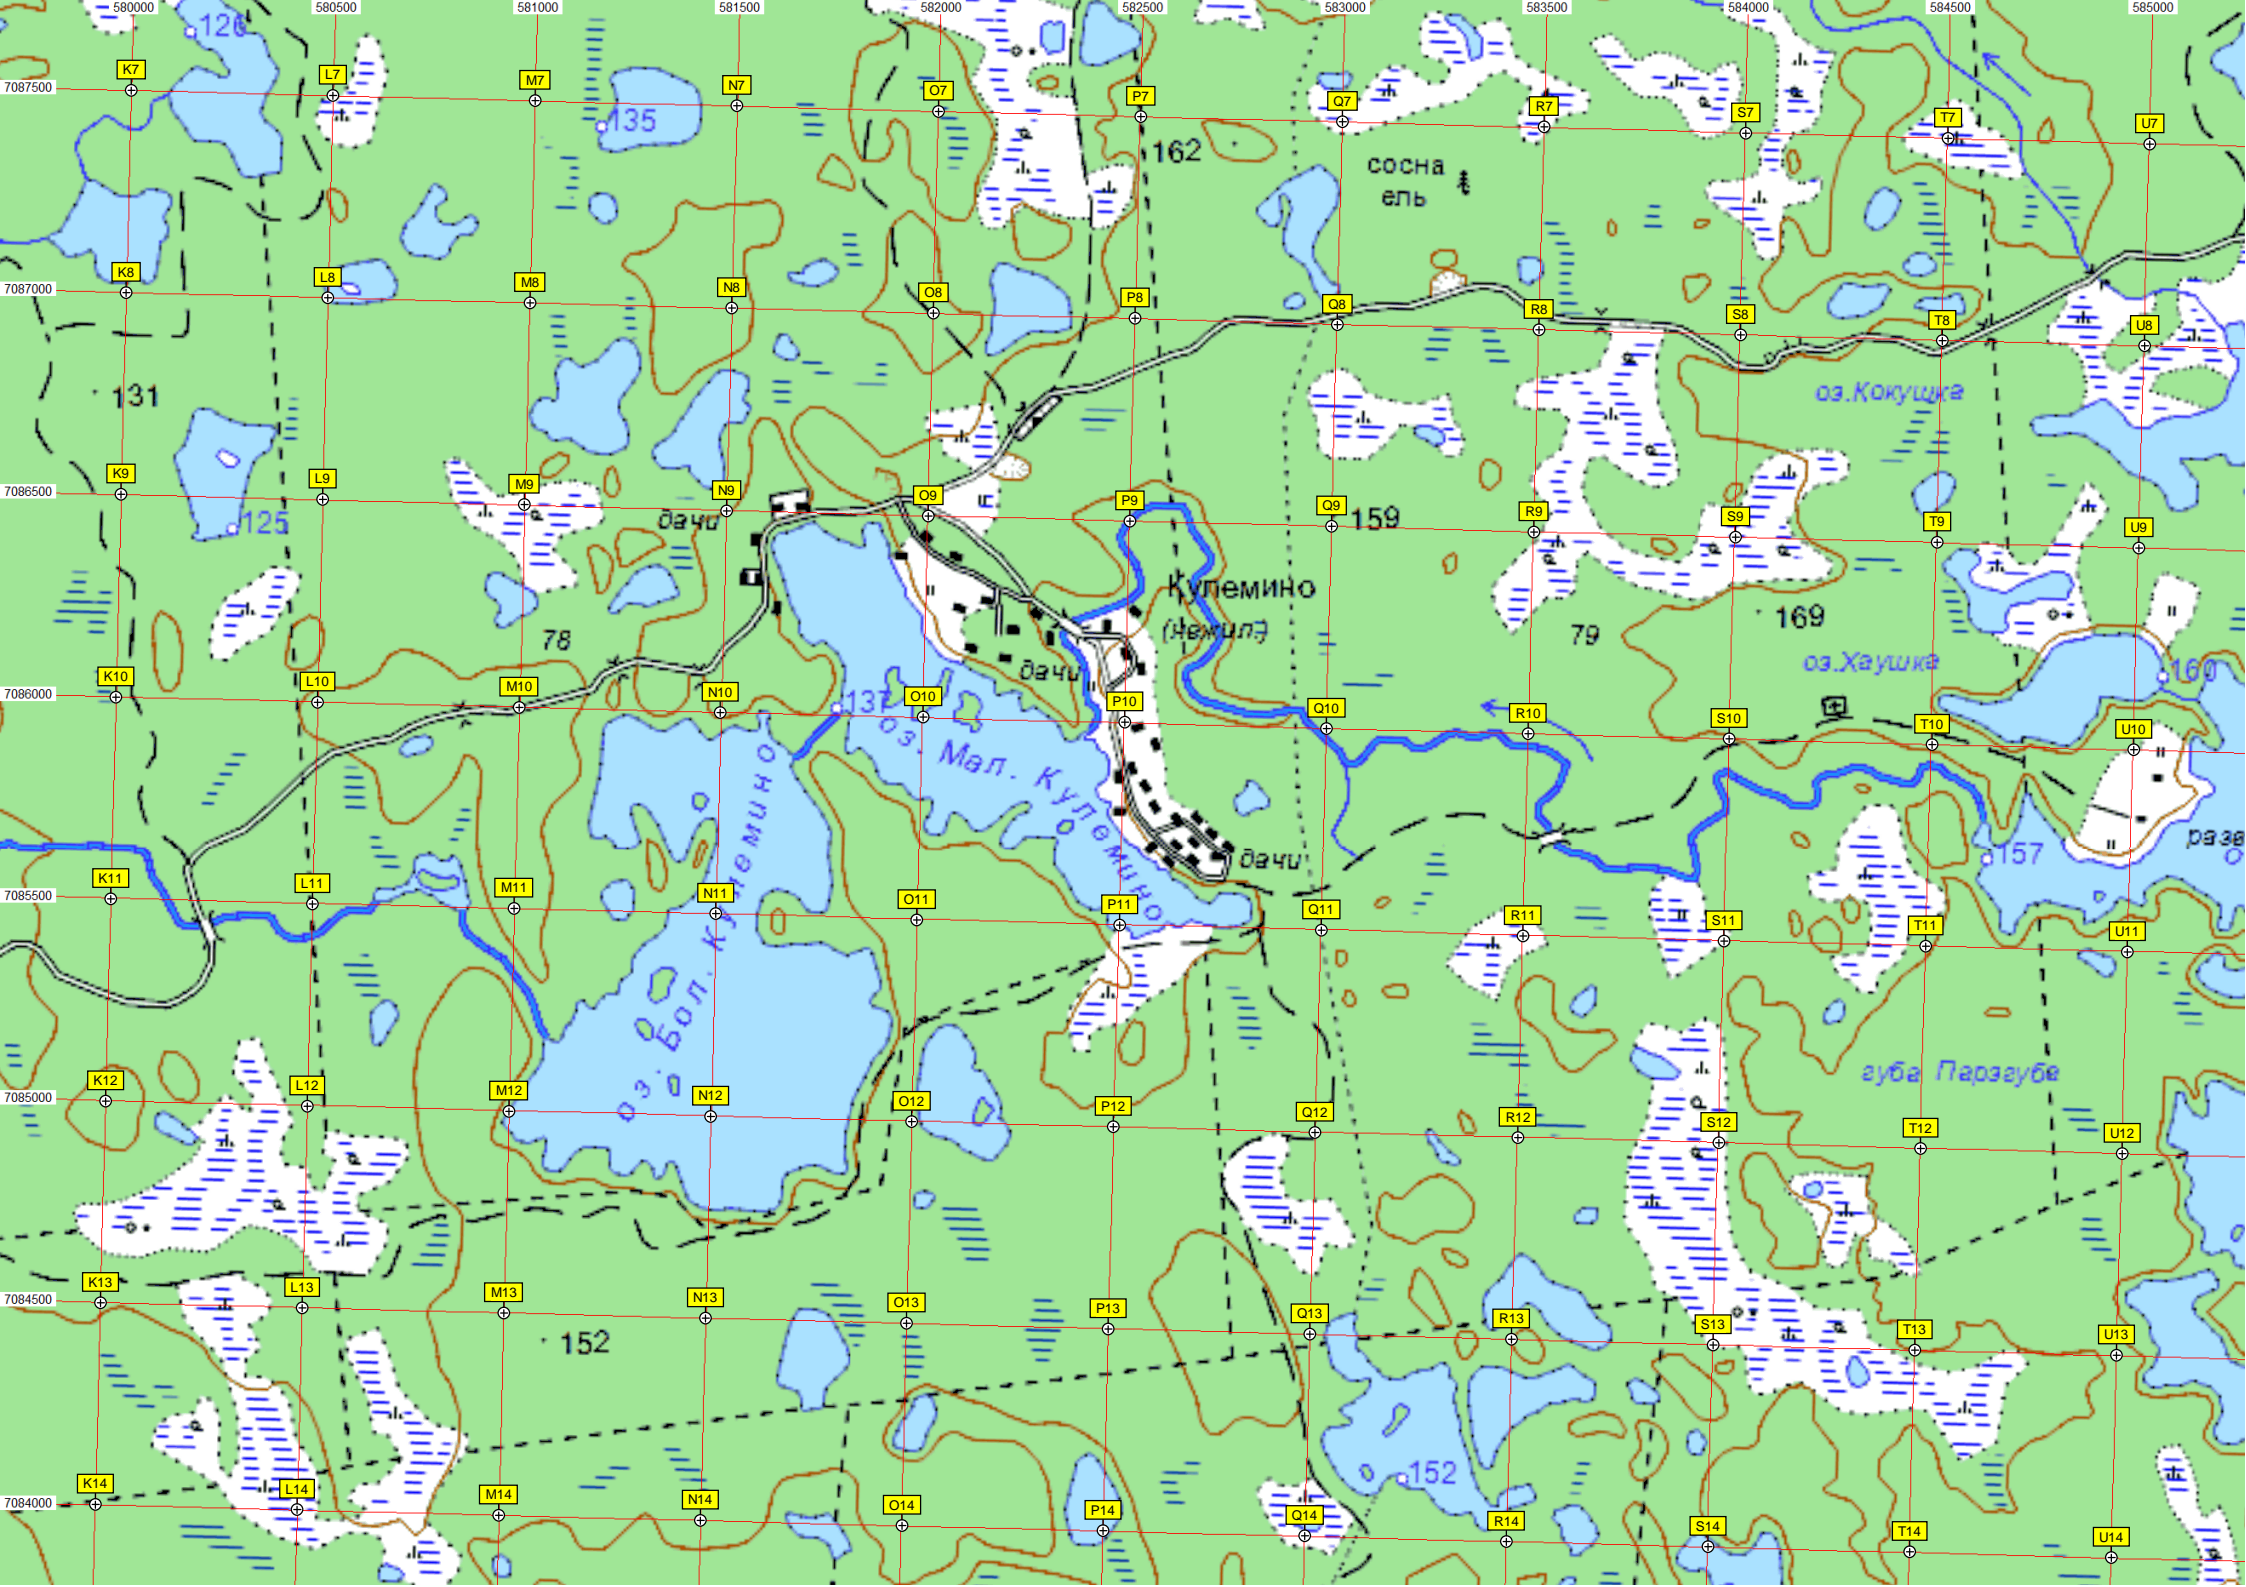 580000 580500 581000 581500 582000 582500 583000 583500 584000 584500 585000
126
K7 L7 M7 N7 O7 P7 Q7 R7 S7 T7 U7
7087500
135
162
сосна
ель
K8 L8 M8 N8 O8 P8 Q8 R8 S8 T8 U8
7087000
131
оз.Кокушка
K9 L9 M9 N9 O9 P9 Q9 R9 S9 T9 U9
7086500
125
дачи
159
Кулемино
(нежил.)
78
79
169
дачи
оз.Хаушка
160
K10 L10 M10 N10 O10 P10 Q10 R10 S10 T10 U10
7086000
137
оз. Мал. Кулемино
оз. Бол. Кулемино
дачи
157
разв
K11 L11 M11 N11 O11 P11 Q11 R11 S11 T11 U11
7085500
губа Парзгуба
K12 L12 M12 N12 O12 P12 Q12 R12 S12 T12 U12
7085000
K13 L13 M13 N13 O13 P13 Q13 R13 S13 T13 U13
7084500
152
152
K14 L14 M14 N14 O14 P14 Q14 R14 S14 T14 U14
7084000